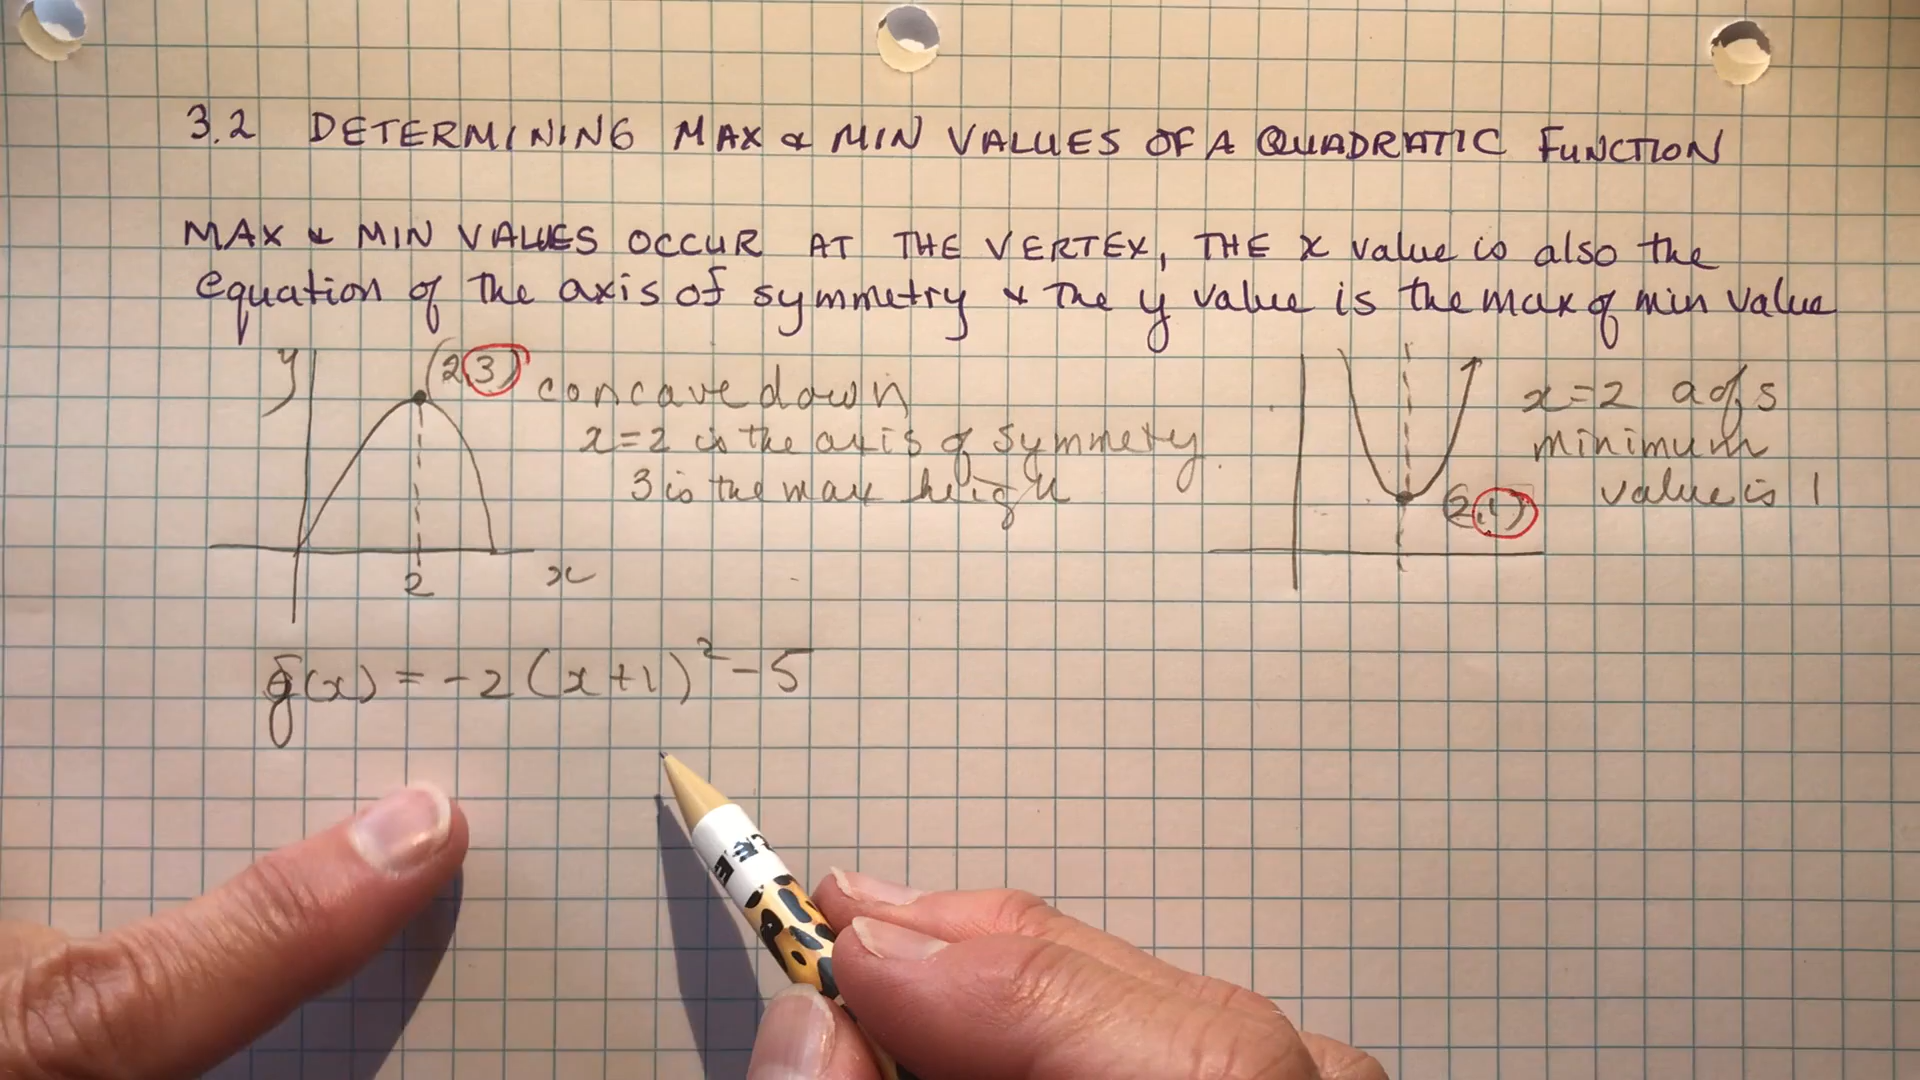 3.2 DETERMINING MAX & MIN VALUES OF A QUADRATIC FUNCTION
MAX & MIN VALUES OCCUR AT THE VERTEX, THE x value is also the
equation of the axis of symmetry & the y value is the max of min value
y
(2,3) concave down
x=2 is the axis of symmetry.
3 is the max height
2
x
x=2 a of s
minimum
value is 1
(2,1)
g(x) = -2(x+1)² - 5